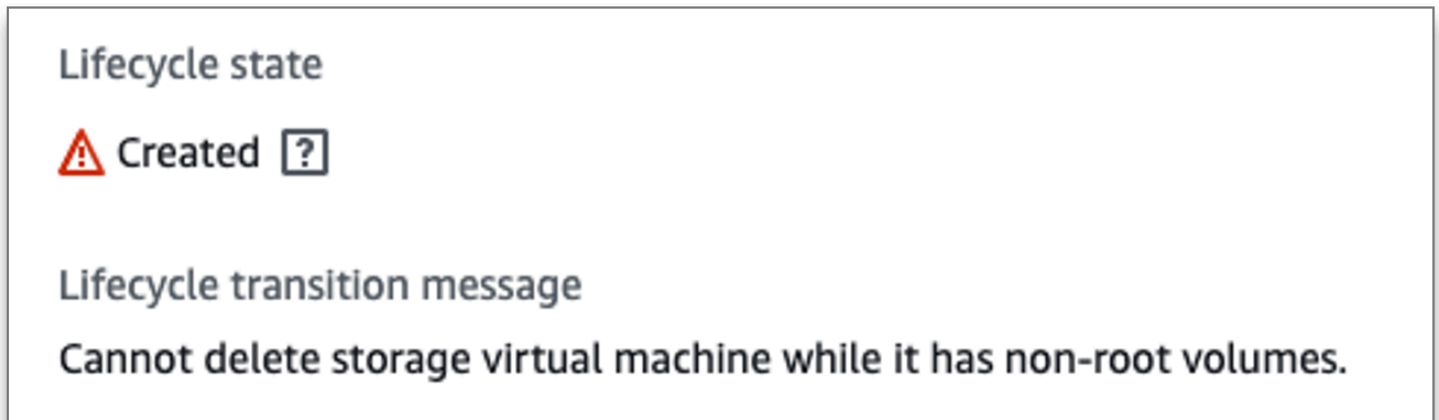 Lifecycle state
Created ?
Lifecycle transition message
Cannot delete storage virtual machine while it has non-root volumes.